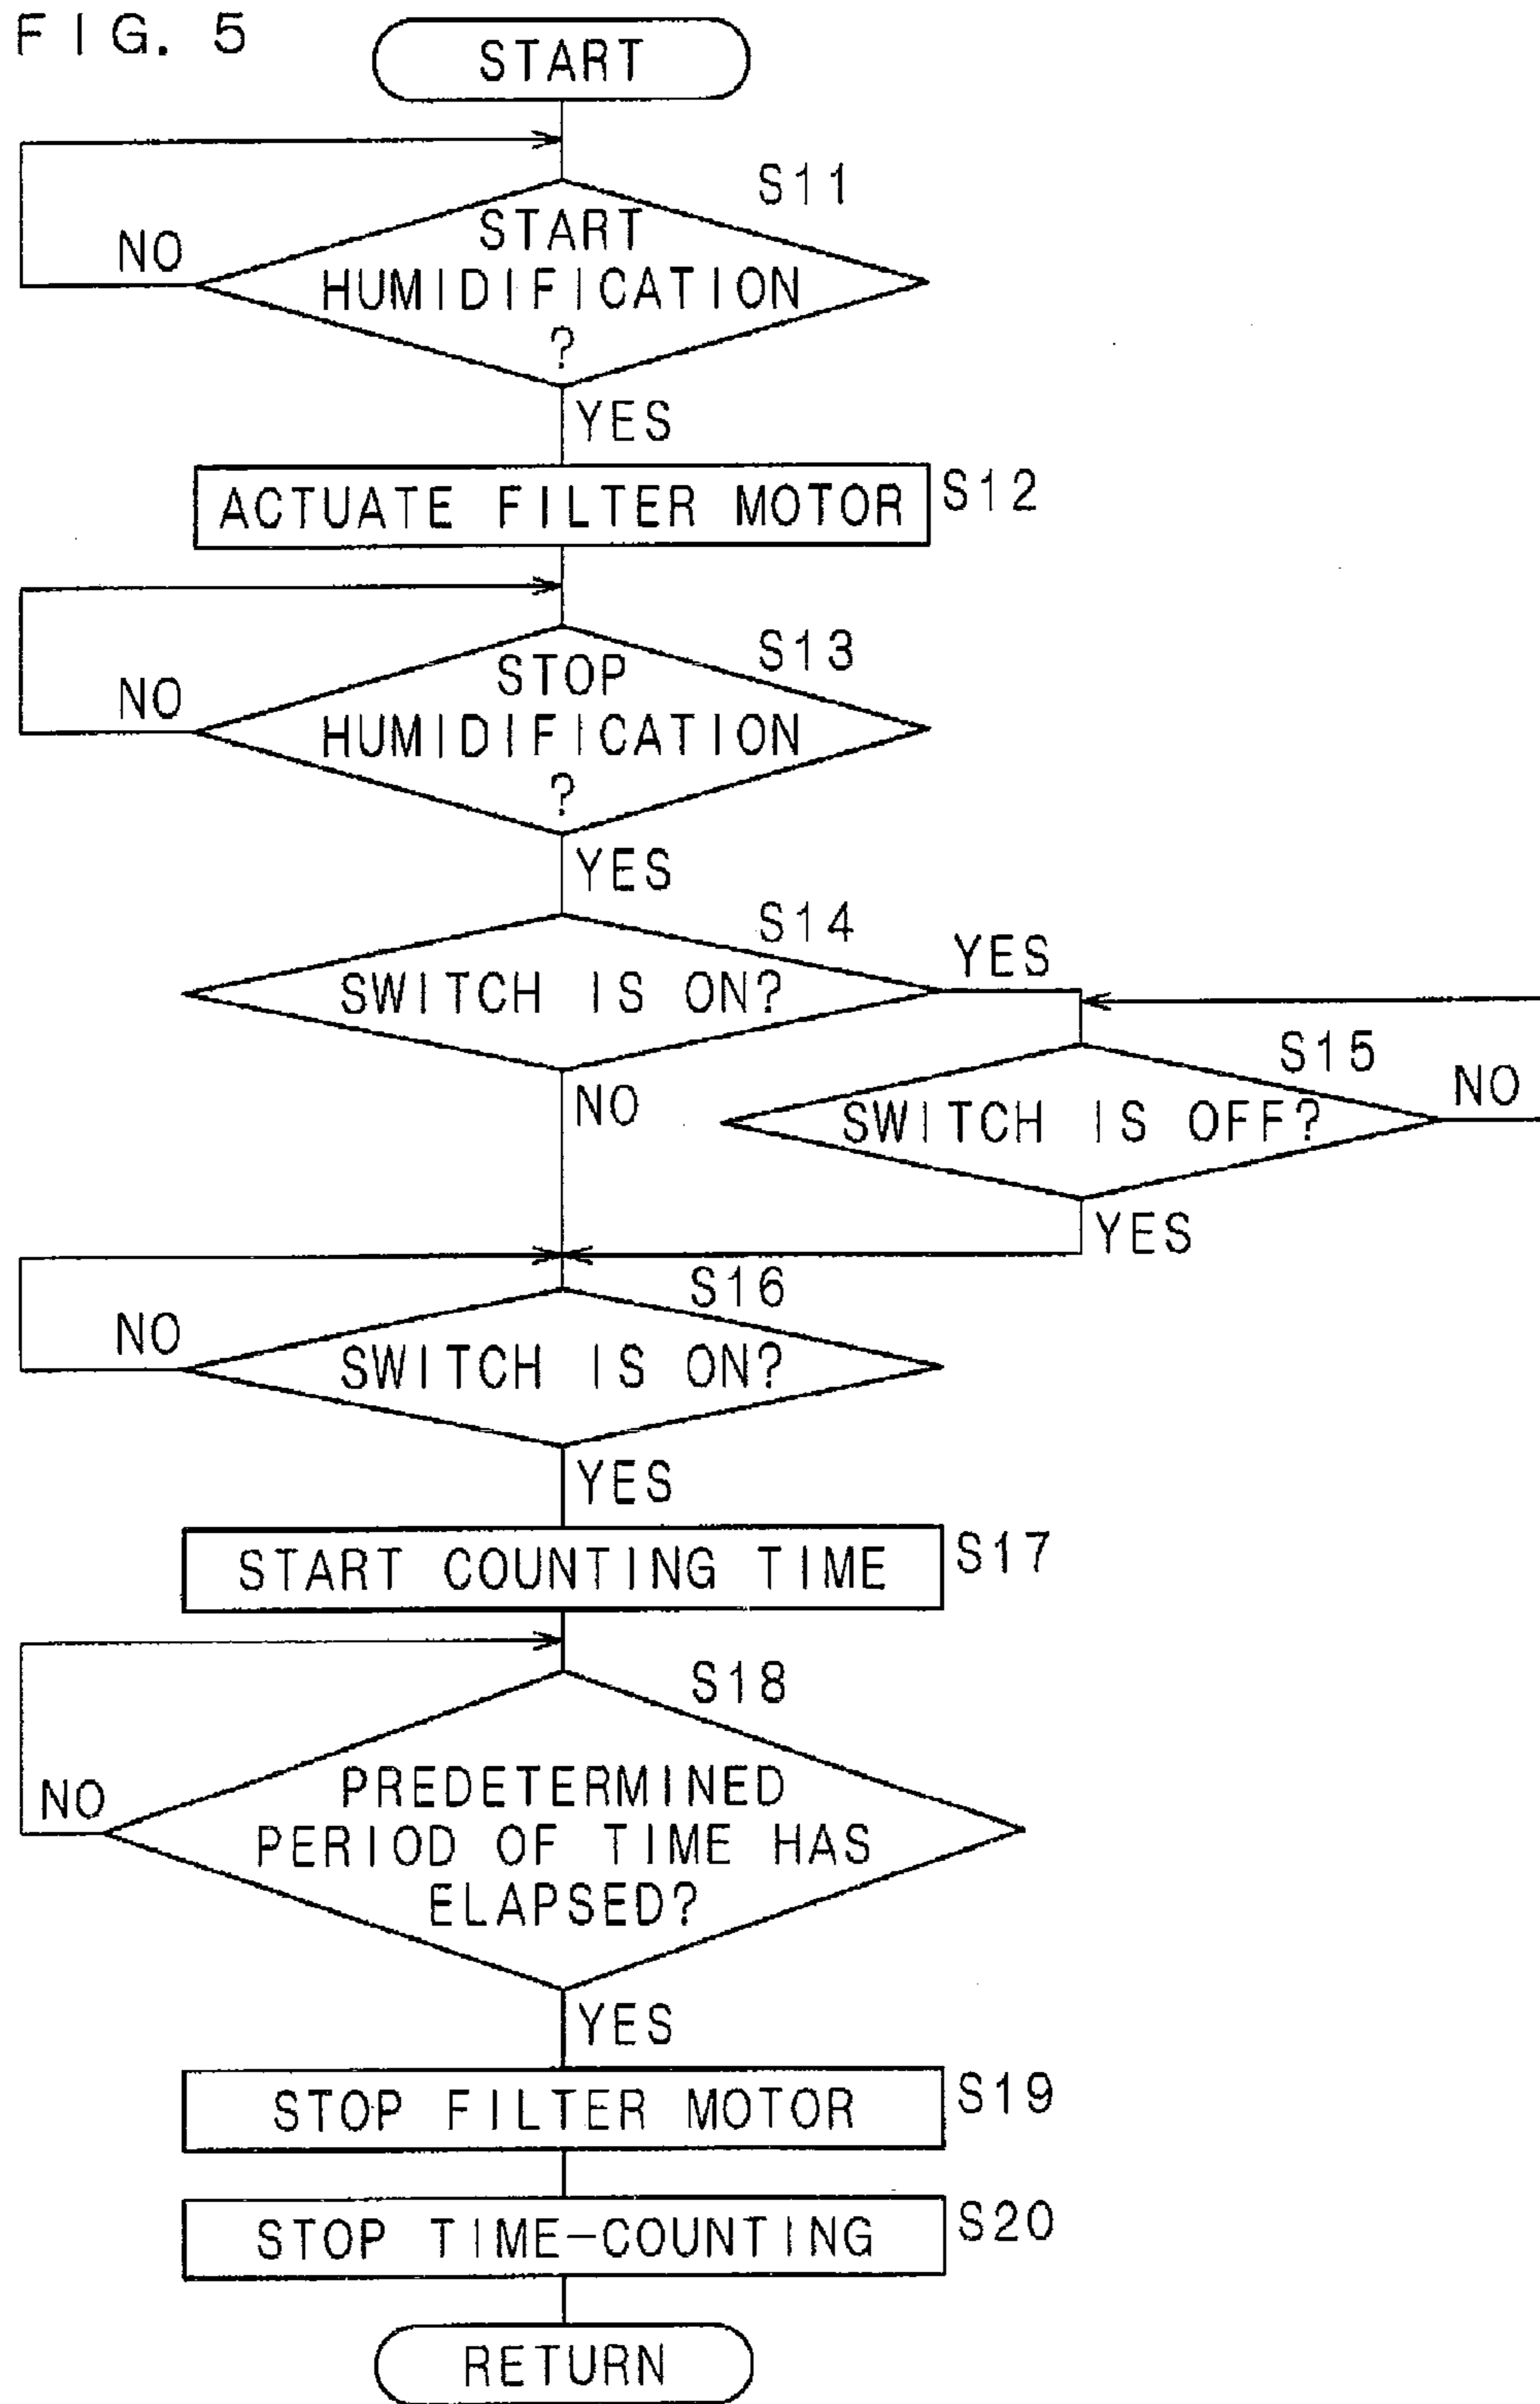 FIG. 5
START
S11
START
HUMIDIFICATION
?
NO
YES
ACTUATE FILTER MOTOR
S12
S13
STOP
HUMIDIFICATION
?
NO
YES
S14
SWITCH IS ON?
YES
NO
S15
SWITCH IS OFF?
NO
YES
S16
SWITCH IS ON?
NO
YES
START COUNTING TIME
S17
S18
PREDETERMINED
PERIOD OF TIME HAS
ELAPSED?
NO
YES
STOP FILTER MOTOR
S19
STOP TIME-COUNTING
S20
RETURN